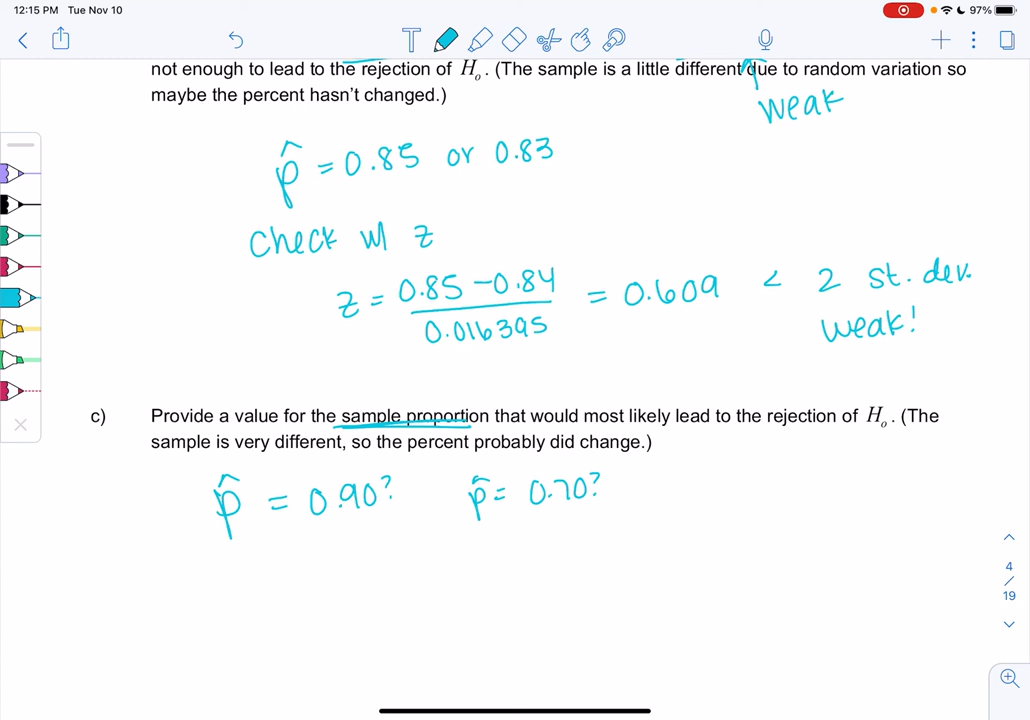 12:15 PM Tue Nov 10
97%
not enough to lead to the rejection of Hₒ. (The sample is a little different due to random variation so
maybe the percent hasn't changed.)
weak
p̂ = 0.85 or 0.83
Check w/ z
z = (0.85 - 0.84) / 0.016395 = 0.609 < 2 st. dev.
weak!
c) Provide a value for the sample proportion that would most likely lead to the rejection of Hₒ. (The
sample is very different, so the percent probably did change.)
p̂ = 0.90? p̂ = 0.70?
4
/
19